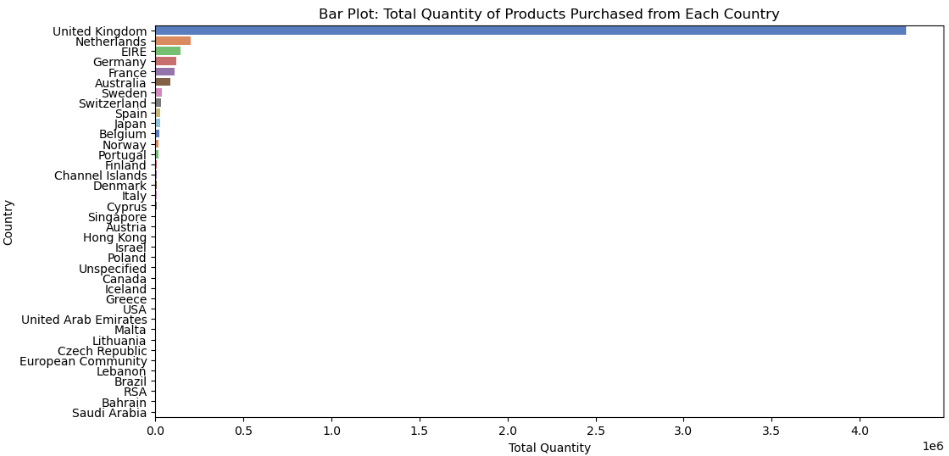 Bar Plot: Total Quantity of Products Purchased from Each Country
Country
United Kingdom
Netherlands
EIRE
Germany
France
Australia
Sweden
Switzerland
Spain
Japan
Belgium
Norway
Portugal
Finland
Channel Islands
Denmark
Italy
Cyprus
Singapore
Austria
Hong Kong
Israel
Poland
Unspecified
Canada
Iceland
Greece
USA
United Arab Emirates
Malta
Lithuania
Czech Republic
European Community
Lebanon
Brazil
RSA
Bahrain
Saudi Arabia
0.0 0.5 1.0 1.5 2.0 2.5 3.0 3.5 4.0
1e6
Total Quantity